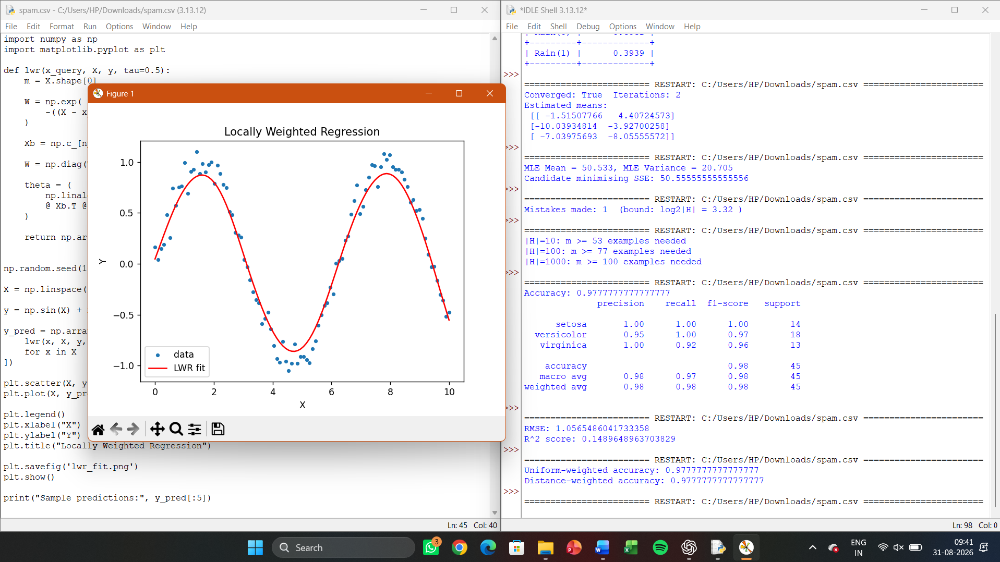 spam.csv - C:/Users/HP/Downloads/spam.csv (3.13.12)
File Edit Format Run Options Window Help
import numpy as np
import matplotlib.pyplot as plt
def lwr(x_query, X, y, tau=0.5):
m = X.shape[0]
W = np.exp(
-((X - x
)
Xb = np.c_[n
W = np.diag(
theta = (
np.linal
@ Xb.T @
)
return np.ar
np.random.seed(1
X = np.linspace(
y = np.sin(X) +
y_pred = np.arra
lwr(x, X, y,
for x in X
])
plt.scatter(X, y
plt.plot(X, y_pr
plt.legend()
plt.xlabel("X")
plt.ylabel("Y")
plt.title("Locally Weighted Regression")
plt.savefig('lwr_fit.png')
plt.show()
print("Sample predictions:", y_pred[:5])
Ln: 45 Col: 40
Figure 1
Locally Weighted Regression
1.0
0.5
0.0
−0.5
−1.0
Y
data
LWR fit
0 2 4 6 8 10
X
*IDLE Shell 3.13.12*
File Edit Shell Debug Options Window Help
+---------+-------------+
| Rain(1) | 0.3939 |
+---------+-------------+
>>>
======================== RESTART: C:/Users/HP/Downloads/spam.csv =======================
Converged: True Iterations: 2
Estimated means:
[[ -1.51507766 4.40724573]
[-10.03934814 -3.92700258]
[ -7.03975693 -8.05555572]]
>>>
======================== RESTART: C:/Users/HP/Downloads/spam.csv =======================
MLE Mean = 50.533, MLE Variance = 20.705
Candidate minimising SSE: 50.55555555555556
>>>
======================== RESTART: C:/Users/HP/Downloads/spam.csv =======================
Mistakes made: 1 (bound: log2|H| = 3.32 )
>>>
======================== RESTART: C:/Users/HP/Downloads/spam.csv =======================
|H|=10: m >= 53 examples needed
|H|=100: m >= 77 examples needed
|H|=1000: m >= 100 examples needed
>>>
======================== RESTART: C:/Users/HP/Downloads/spam.csv =======================
Accuracy: 0.9777777777777777
precision recall f1-score support
setosa 1.00 1.00 1.00 14
versicolor 0.95 1.00 0.97 18
virginica 1.00 0.92 0.96 13
accuracy 0.98 45
macro avg 0.98 0.97 0.98 45
weighted avg 0.98 0.98 0.98 45
>>>
======================== RESTART: C:/Users/HP/Downloads/spam.csv =======================
RMSE: 1.0565486041733358
R^2 score: 0.1489648963703829
>>>
======================== RESTART: C:/Users/HP/Downloads/spam.csv =======================
Uniform-weighted accuracy: 0.9777777777777777
Distance-weighted accuracy: 0.9777777777777777
>>>
======================== RESTART: C:/Users/HP/Downloads/spam.csv =======================
Ln: 98 Col: 0
Search
3
ENG
IN
09:41
31-08-2026